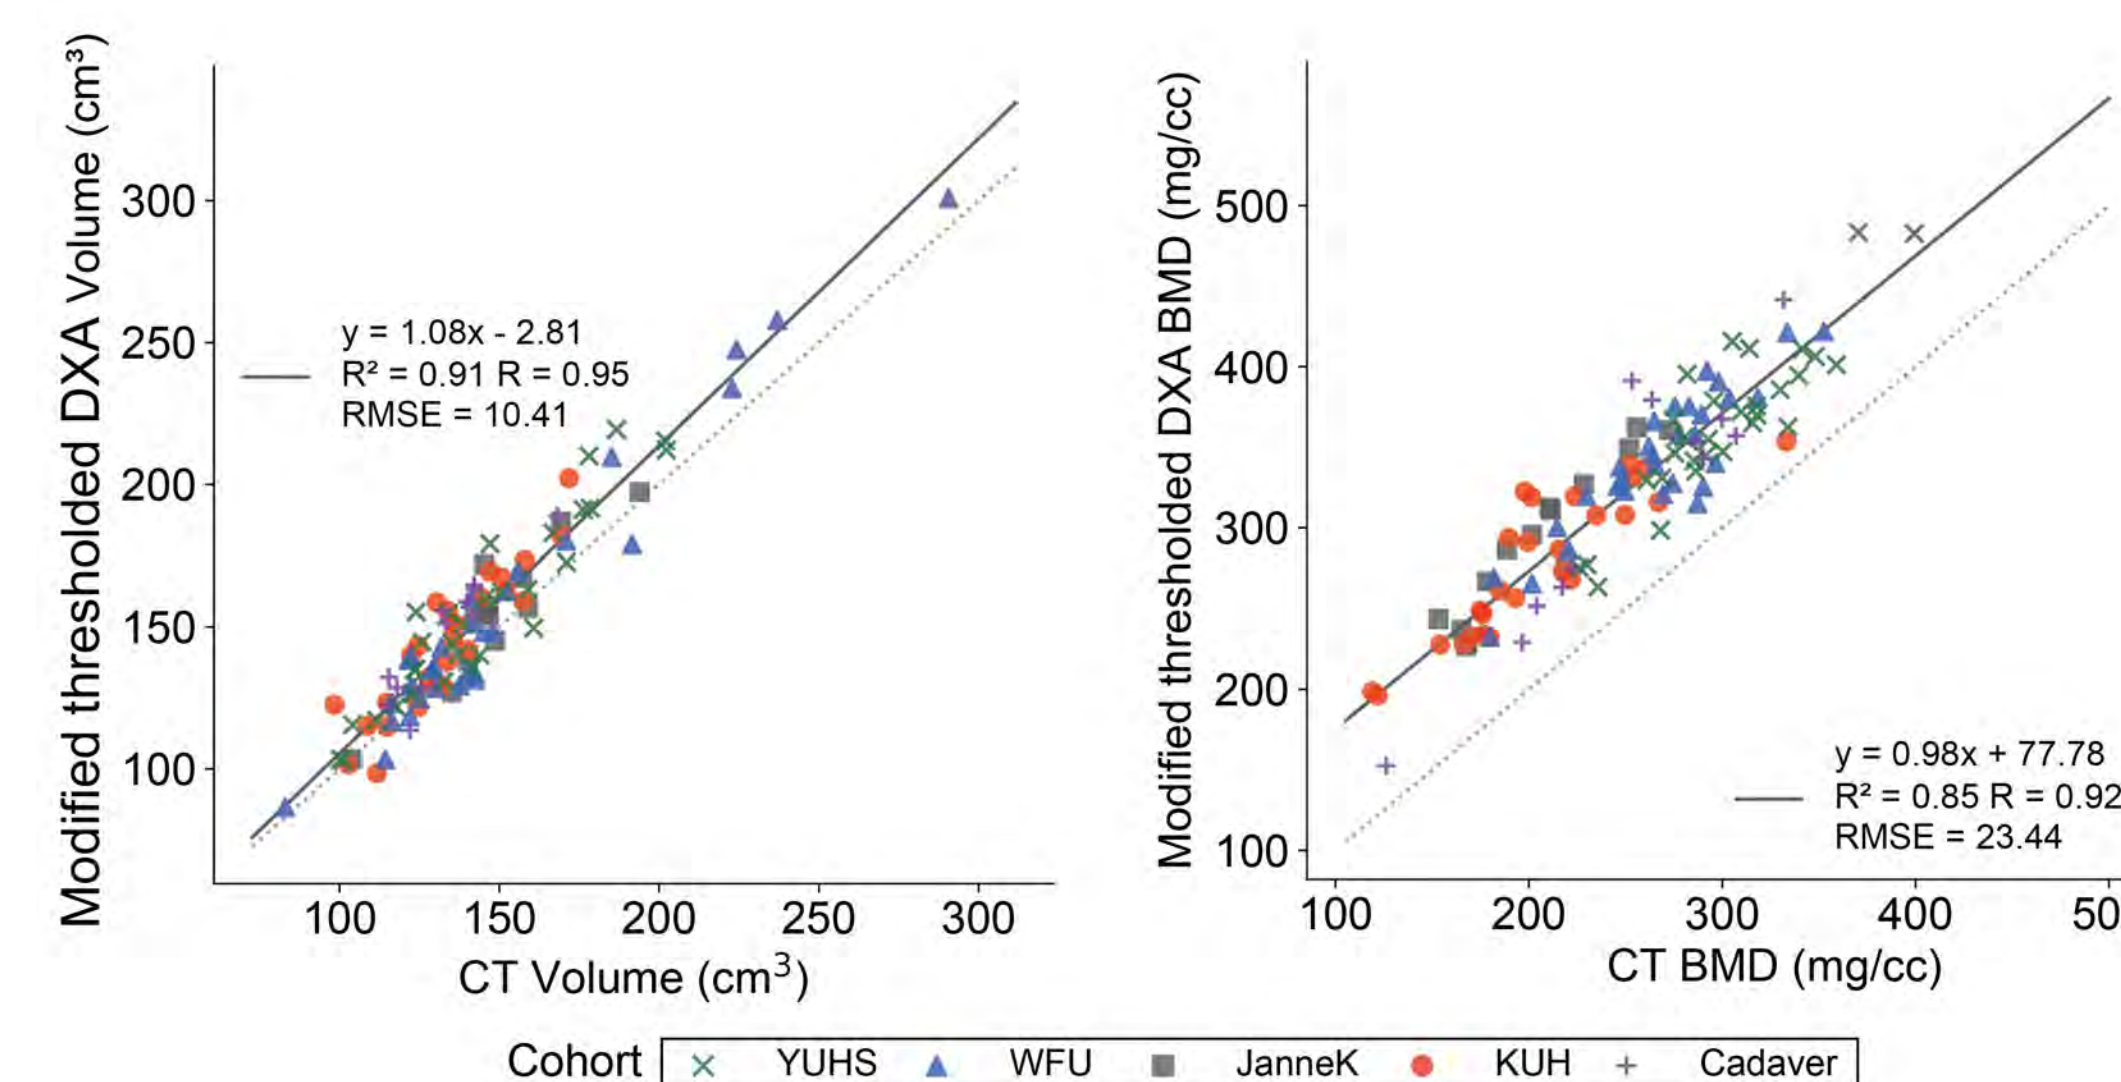 Modified thresholded DXA Volume (cm³)
300
250
200
150
100
y = 1.08x - 2.81
R² = 0.91 R = 0.95
RMSE = 10.41
100 150 200 250 300
CT Volume (cm³)
Modified thresholded DXA BMD (mg/cc)
500
400
300
200
100
y = 0.98x + 77.78
R² = 0.85 R = 0.92
RMSE = 23.44
100 200 300 400 50
CT BMD (mg/cc)
Cohort YUHS WFU JanneK KUH Cadaver